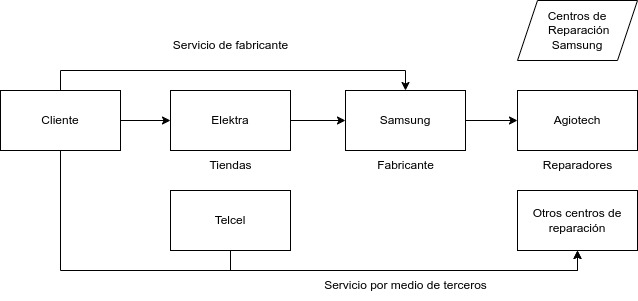 Centros de
Reparación
Samsung
Servicio de fabricante
Cliente
Elektra
Samsung
Agiotech
Tiendas
Fabricante
Reparadores
Telcel
Otros centros de
reparación
Servicio por medio de terceros